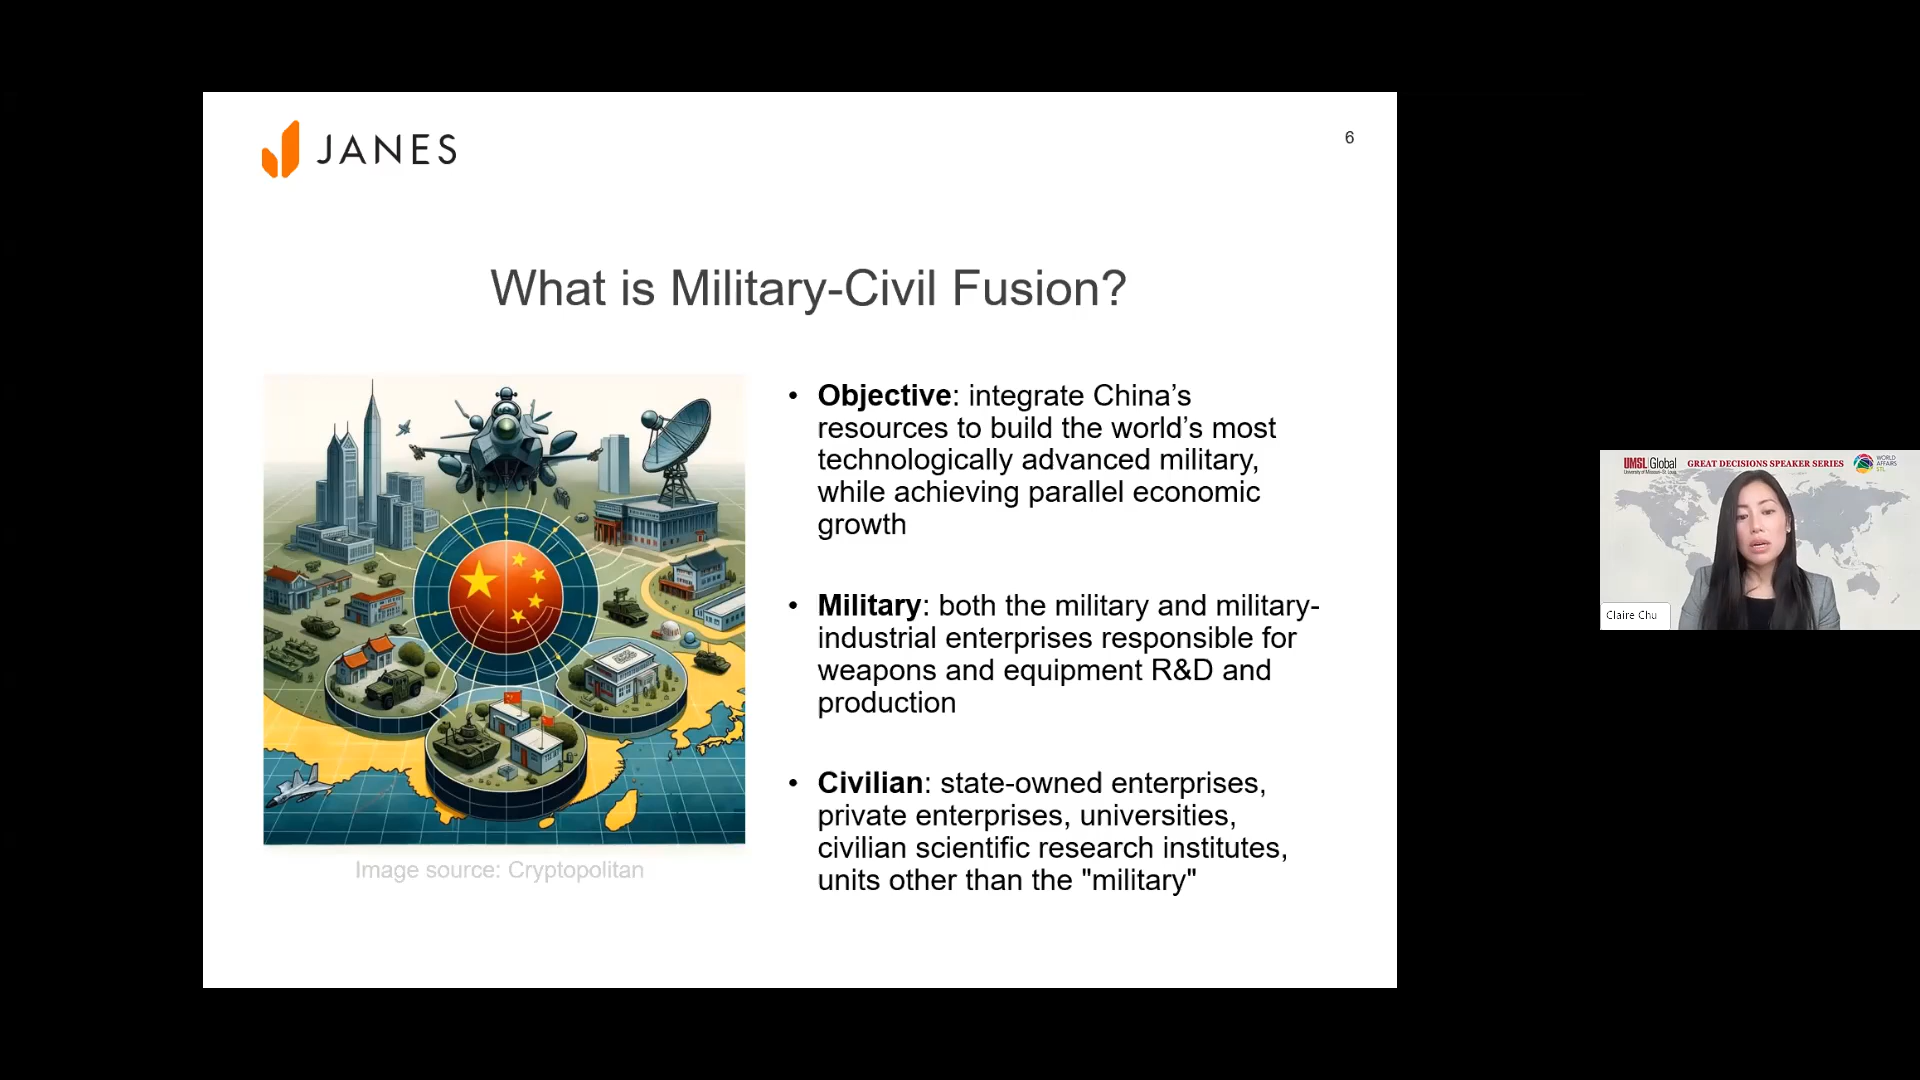 JANES
6
What is Military-Civil Fusion?
• Objective: integrate China’s
resources to build the world’s most
technologically advanced military,
while achieving parallel economic
growth
• Military: both the military and military-
industrial enterprises responsible for
weapons and equipment R&D and
production
• Civilian: state-owned enterprises,
private enterprises, universities,
civilian scientific research institutes,
units other than the "military"
Image source: Cryptopolitan
UMSL Global
University of Missouri–St. Louis
GREAT DECISIONS SPEAKER SERIES
WORLD
AFFAIRS
STL
Claire Chu